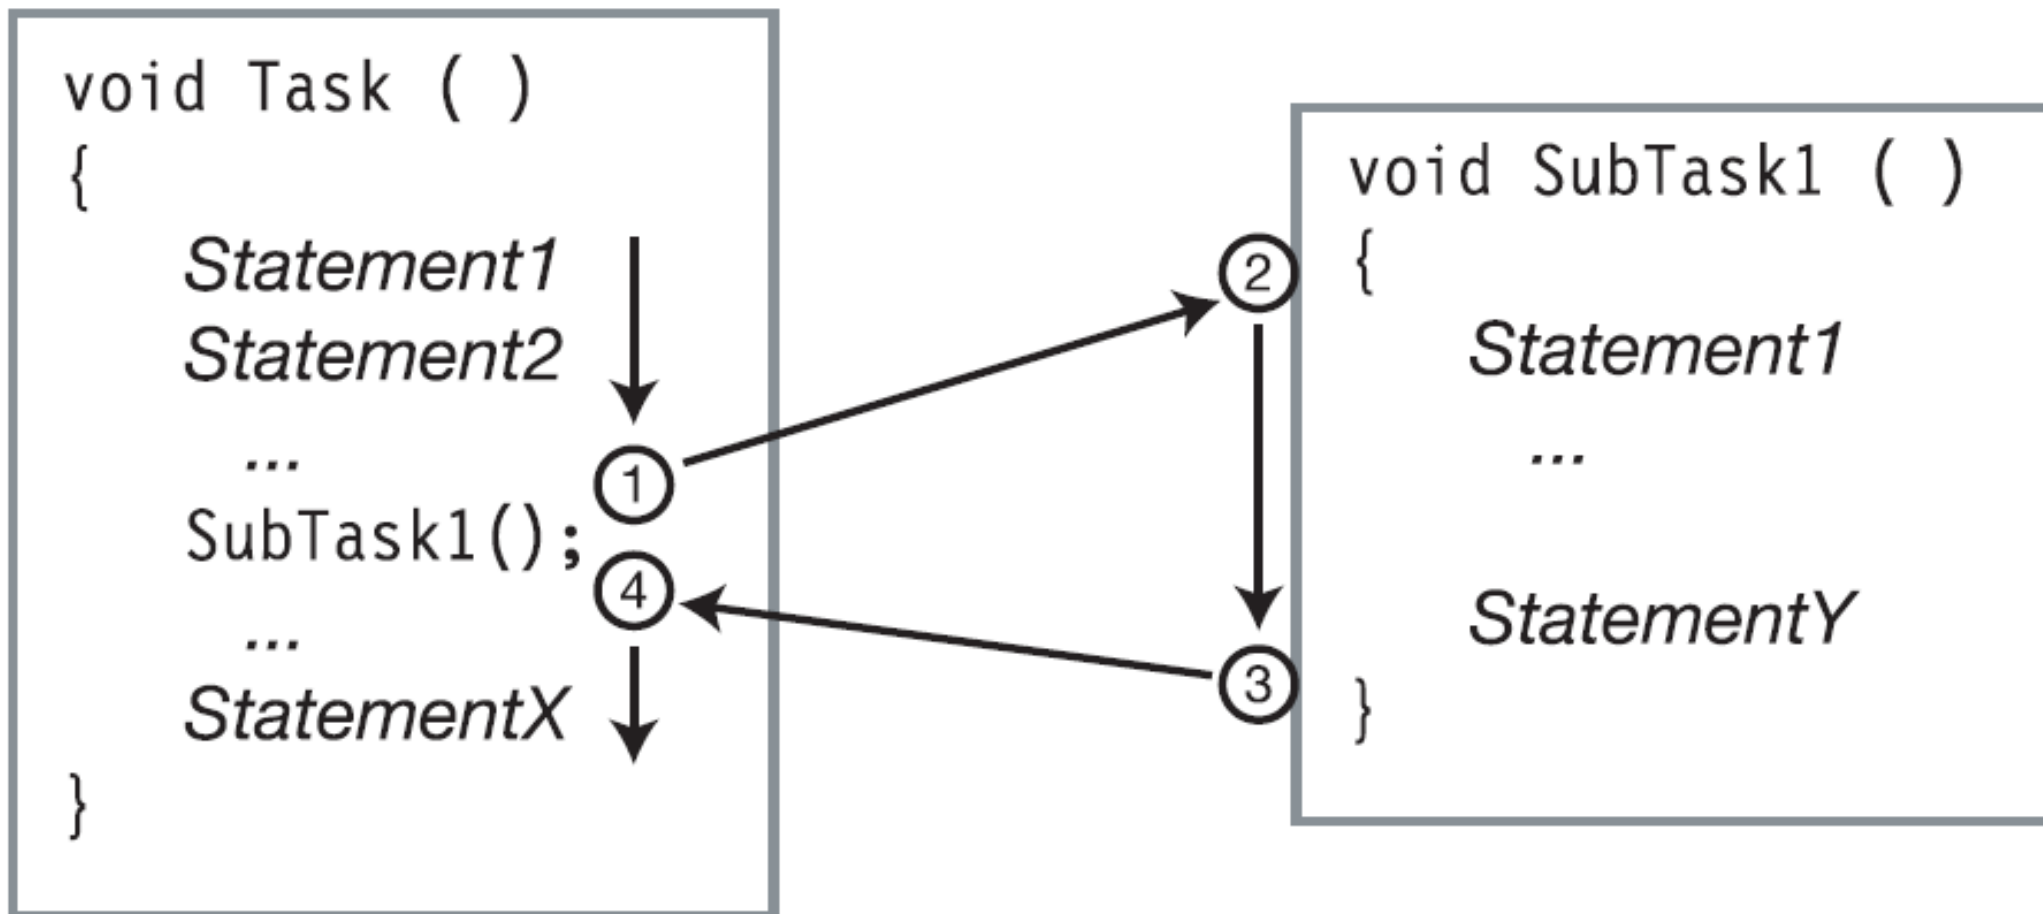 void Task ( )
{
Statement1
Statement2
...
1
SubTask1();
4
...
StatementX
}
void SubTask1 ( )
2
{
Statement1
...
StatementY
3
}